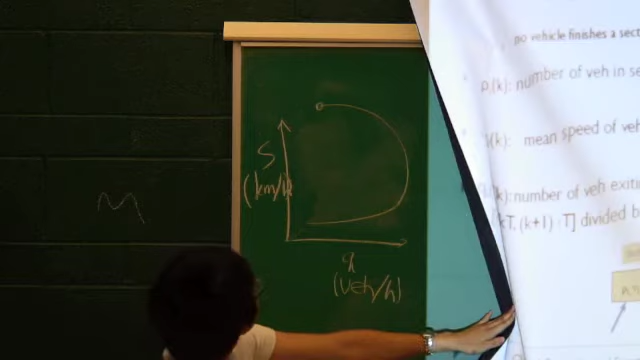 S
(km/h
q
(veh/h)
no vehicle finishes a sect
(k): number of veh in se
(k): mean speed of veh
(k): number of veh exiti
kT, (k+1) · T] divided b